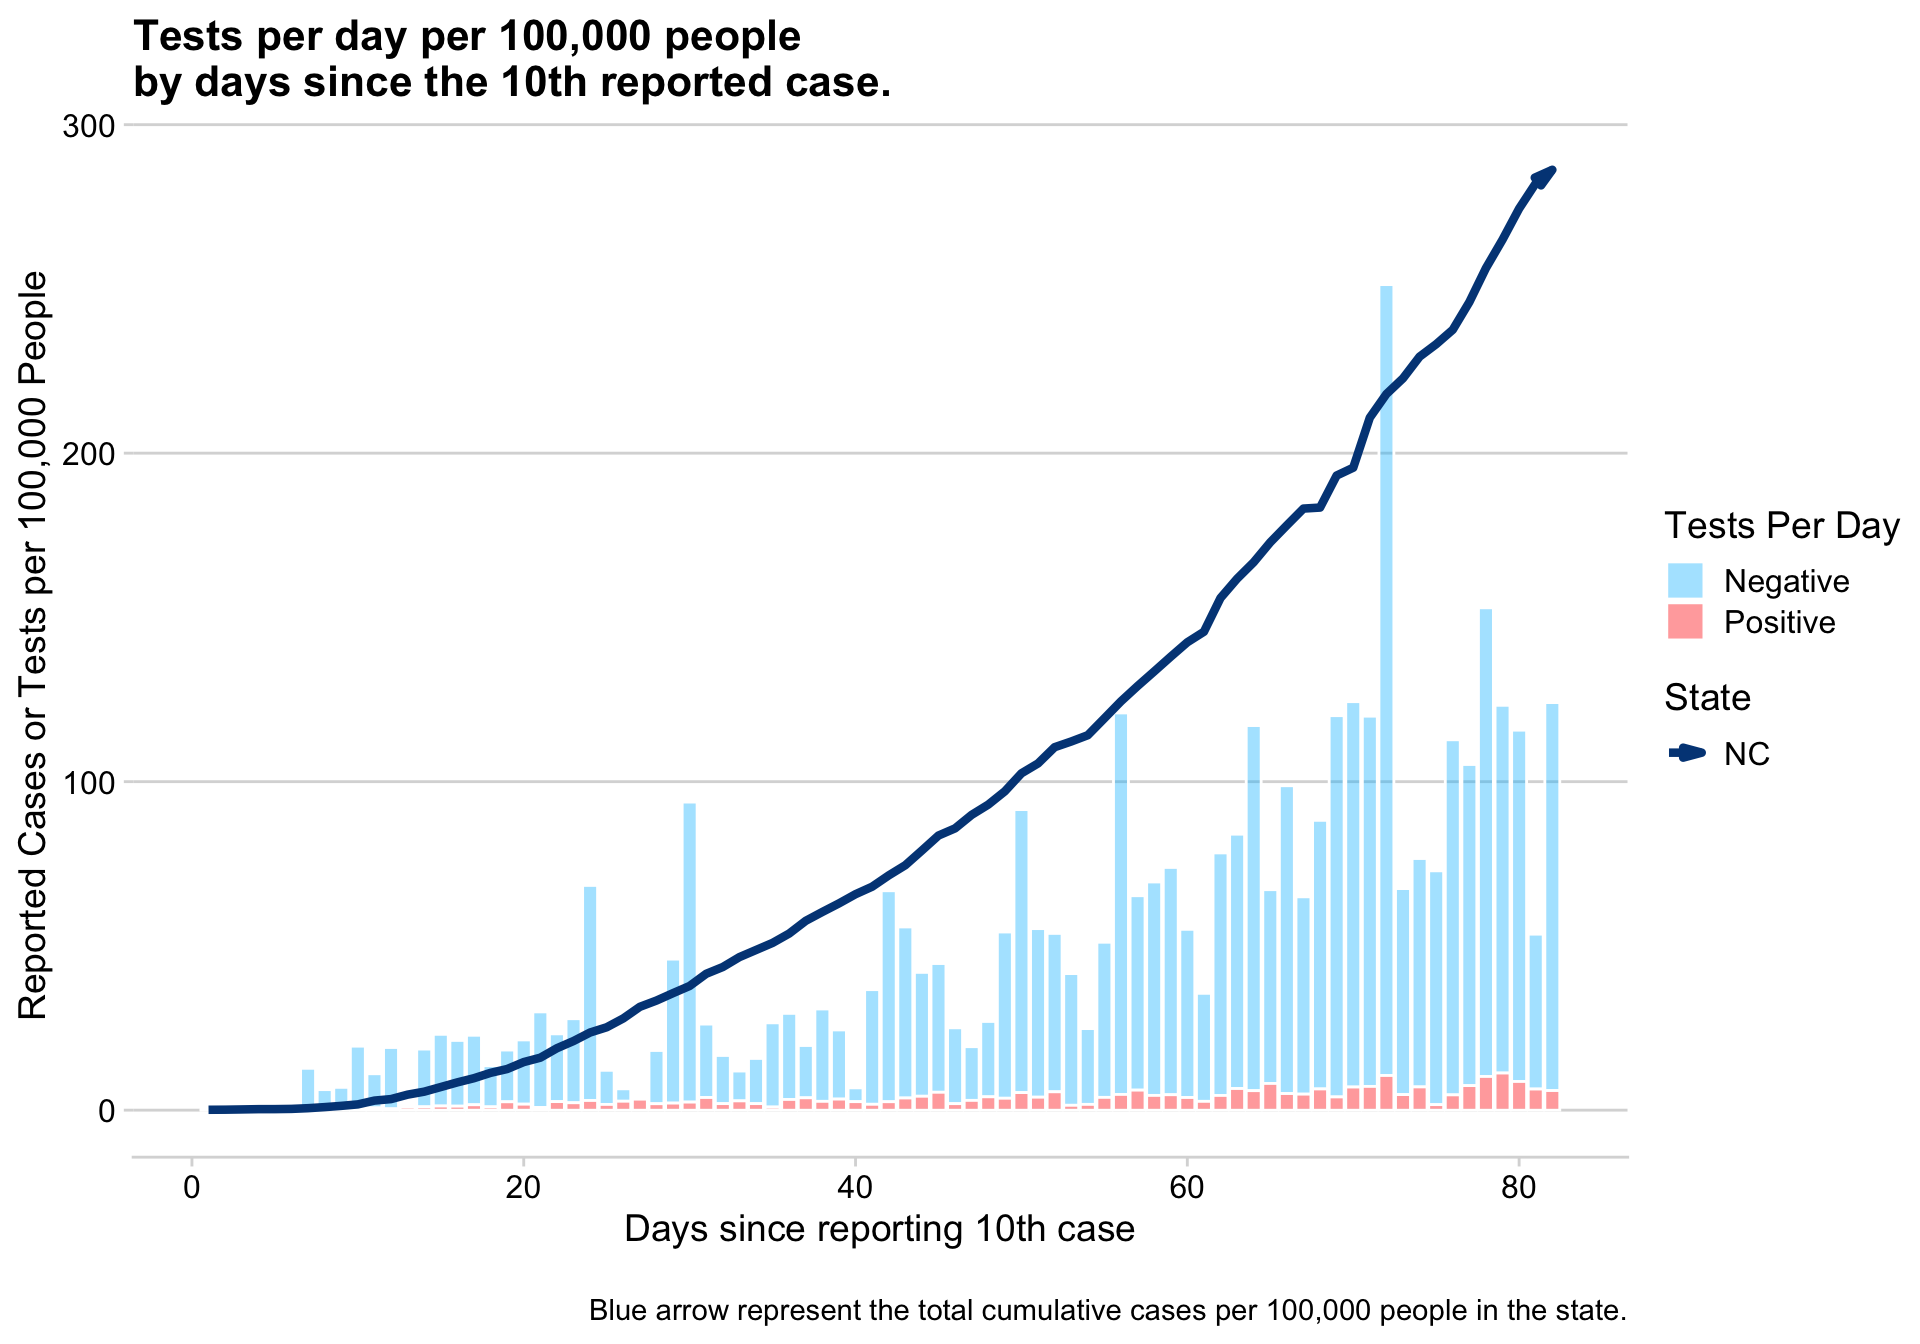 Tests per day per 100,000 people
by days since the 10th reported case.
Reported Cases or Tests per 100,000 People
300
200
100
0
0 20 40 60 80
Days since reporting 10th case
Tests Per Day
Negative
Positive
State
NC
Blue arrow represent the total cumulative cases per 100,000 people in the state.